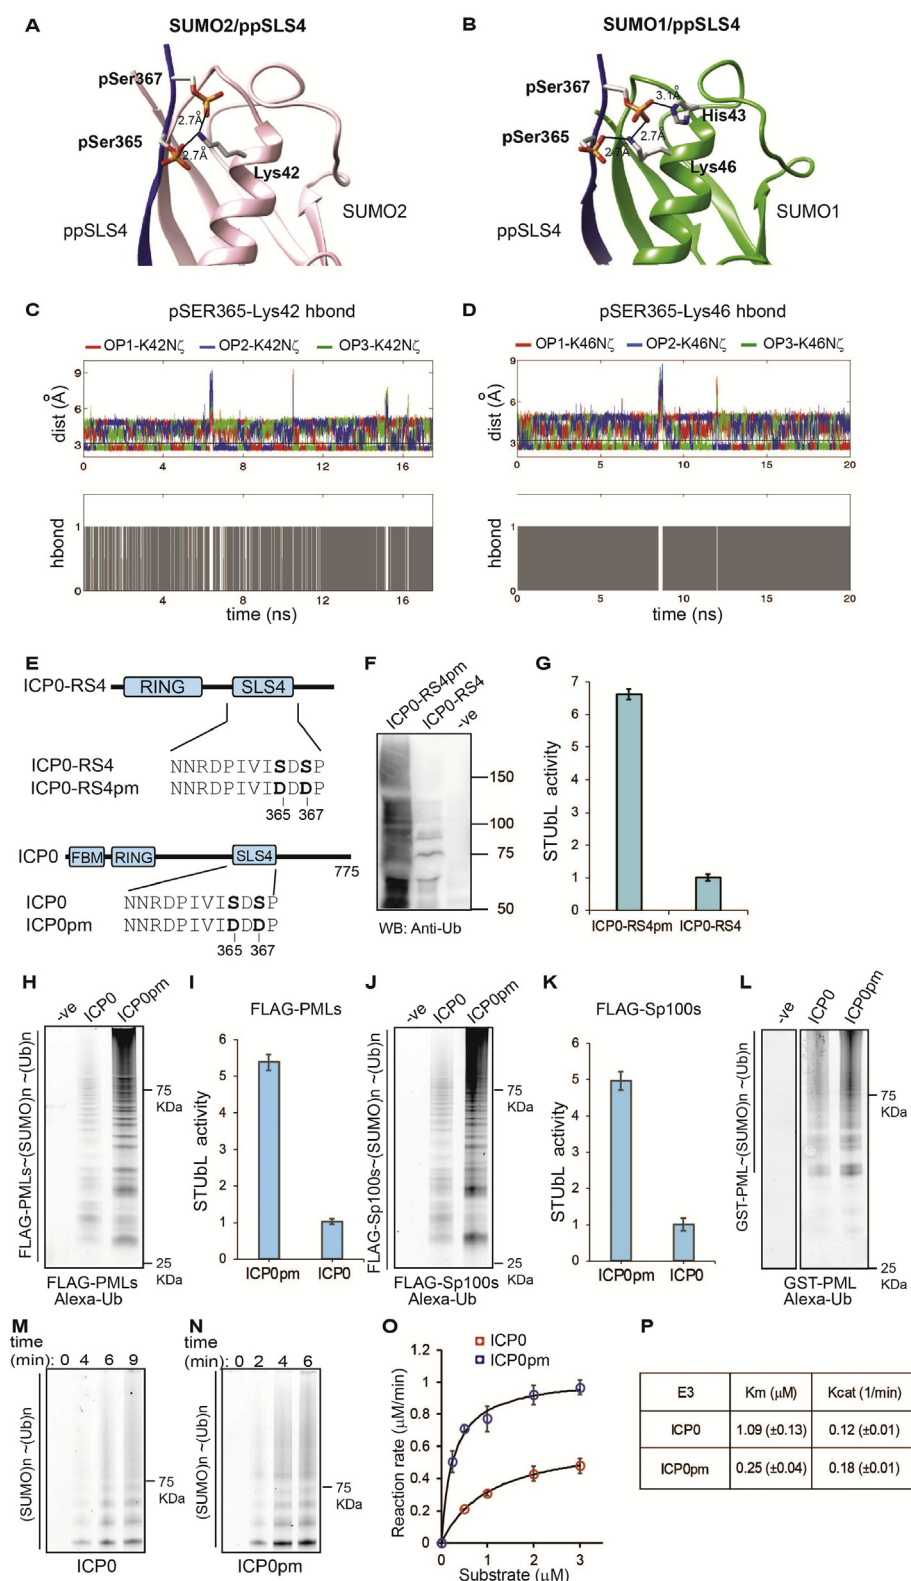 A
SUMO2/ppSLS4
pSer367
2.7Å
pSer365
2.7Å
Lys42
ppSLS4
SUMO2
B
SUMO1/ppSLS4
pSer367
3.1Å
His43
pSer365
2.7Å
2.7Å
Lys46
ppSLS4
SUMO1
C
pSER365-Lys42 hbond
OP1-K42Nζ OP2-K42Nζ OP3-K42Nζ
dist (Å)
9
6
3
0 4 8 12 16
hbond
1
0
4 8 12 16
time (ns)
D
pSER365-Lys46 hbond
OP1-K46Nζ OP2-K46Nζ OP3-K46Nζ
dist (Å)
9
6
3
0 5 10 15 20
hbond
1
0
0 5 10 15 20
time (ns)
E
ICP0-RS4
RING
SLS4
ICP0-RS4 NNRDPIVISDSP
ICP0-RS4pm NNRDPIVIDDDP
365 367
ICP0
FBM
RING
SLS4
775
ICP0 NNRDPIVISDSP
ICP0pm NNRDPIVIDDDP
365 367
F
ICP0-RS4pm
ICP0-RS4
-ve
150
100
75
50
WB: Anti-Ub
G
STUbL activity
7
6
5
4
3
2
1
0
ICP0-RS4pm ICP0-RS4
H
-ve
ICP0
ICP0pm
FLAG-PMLs~(SUMO)n ~(Ub)n
75
KDa
25
KDa
FLAG-PMLs
Alexa-Ub
I
FLAG-PMLs
STUbL activity
6
5
4
3
2
1
0
ICP0pm ICP0
J
-ve
ICP0
ICP0pm
FLAG-Sp100s~(SUMO)n ~(Ub)n
75
KDa
25
KDa
FLAG-Sp100s
Alexa-Ub
K
FLAG-Sp100s
STUbL activity
6
5
4
3
2
1
0
ICP0pm ICP0
L
-ve
ICP0
ICP0pm
GST-PML~(SUMO)n ~(Ub)n
75
KDa
25
KDa
GST-PML
Alexa-Ub
M
time
(min): 0 4 6 9
(SUMO)n ~(Ub)n
75
KDa
ICP0
N
time
(min): 0 2 4 6
(SUMO)n ~(Ub)n
75
KDa
ICP0pm
O
ICP0
ICP0pm
Reaction rate (µM/min)
1.2
1
0.8
0.6
0.4
0.2
0
0 1 2 3
Substrate (µM)
P
E3 Km (µM) Kcat (1/min)
ICP0 1.09 (±0.13) 0.12 (±0.01)
ICP0pm 0.25 (±0.04) 0.18 (±0.01)